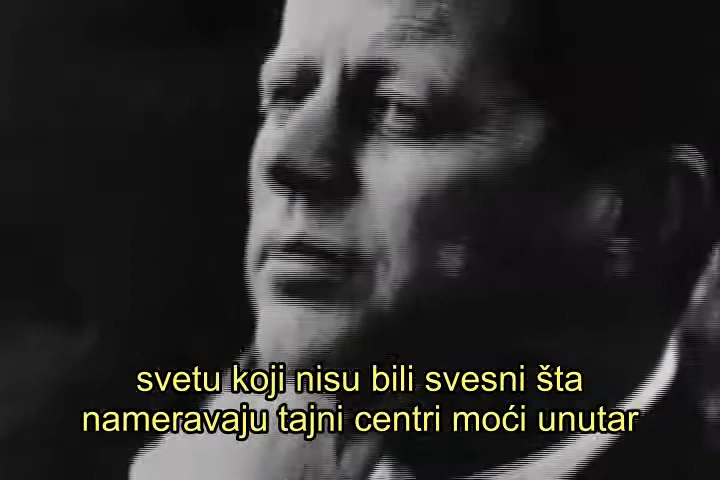 svetu koji nisu bili svesni šta
nameravaju tajni centri moći unutar